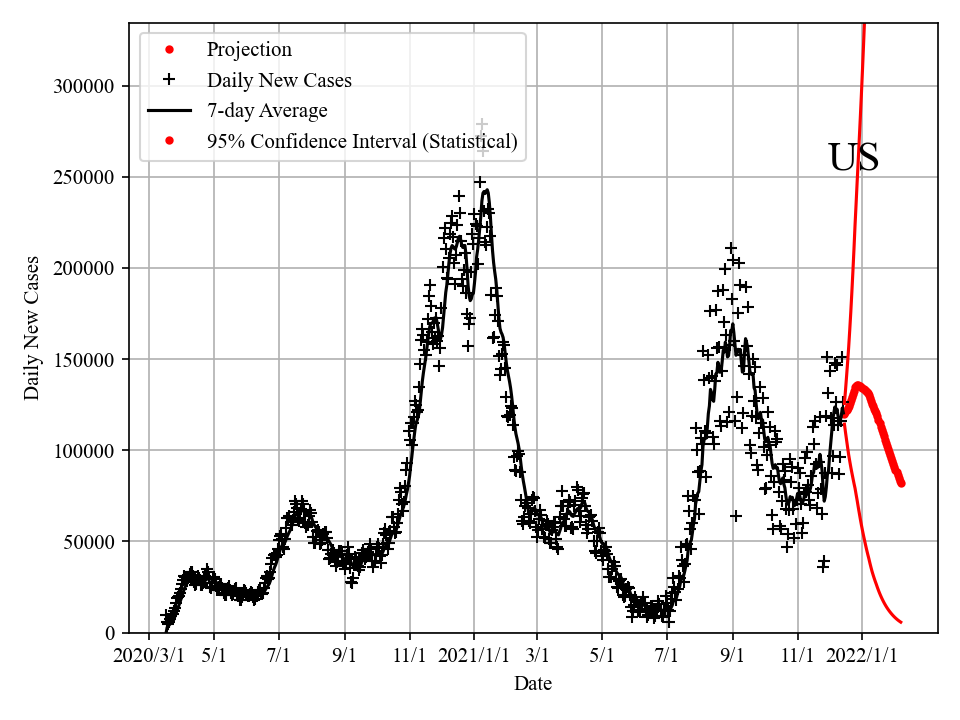 Projection
Daily New Cases
7-day Average
95% Confidence Interval (Statistical)
US
Daily New Cases
300000
250000
200000
150000
100000
50000
0
2020/3/1 5/1 7/1 9/1 11/1 2021/1/1 3/1 5/1 7/1 9/1 11/1 2022/1/1
Date